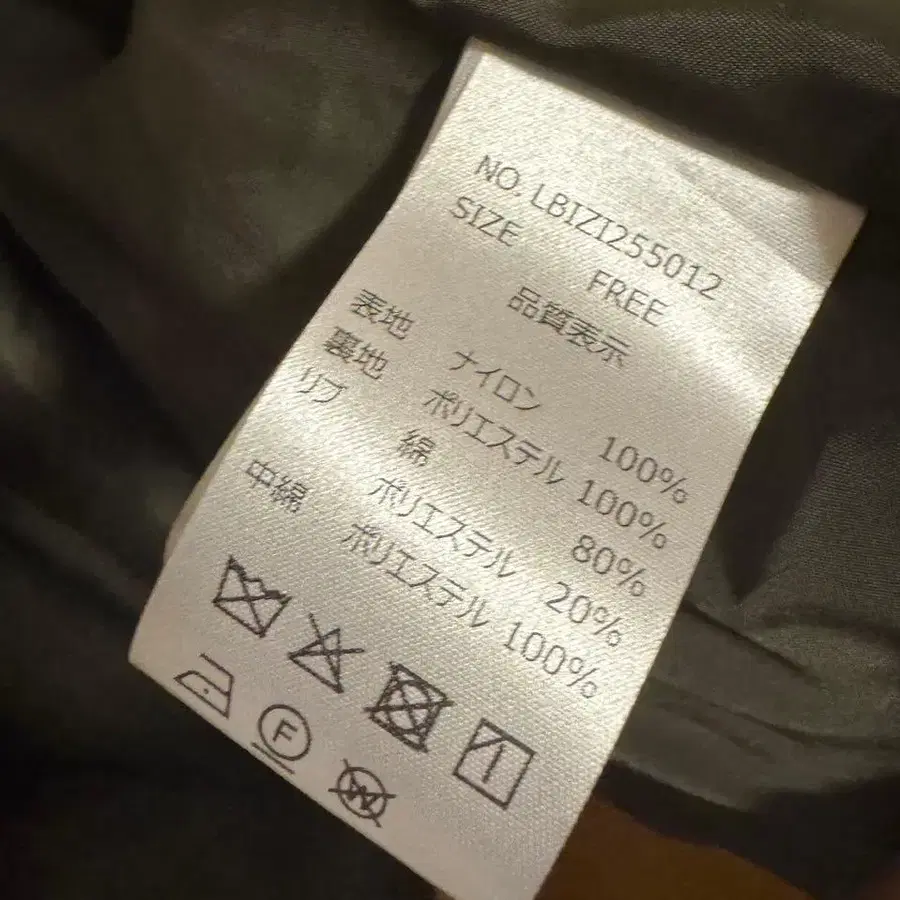 NO. LBIZI255012
SIZE FREE
品質表示
表地 ナイロン 100%
裏地 ポリエステル 100%
リブ 綿 80%
ポリエステル 20%
中綿 ポリエステル 100%
F
W